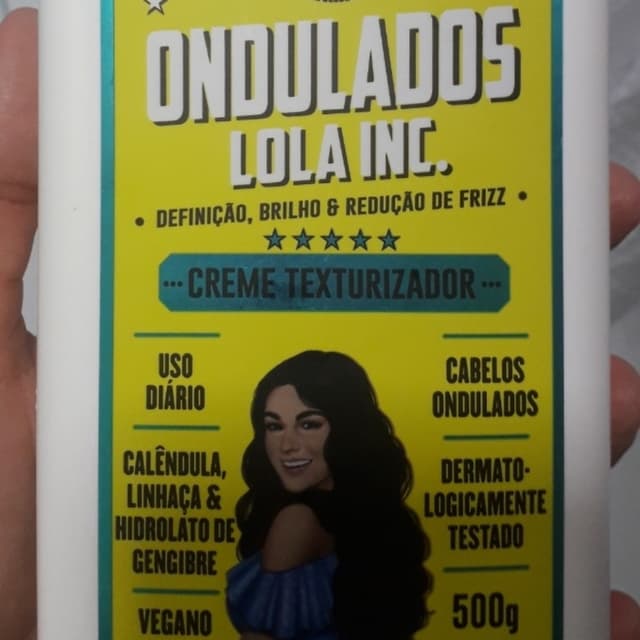 ONDULADOS
LOLA INC.
• DEFINIÇÃO, BRILHO & REDUÇÃO DE FRIZZ •
••• CREME TEXTURIZADOR •••
USO
DIÁRIO
CALÊNDULA,
LINHAÇA &
HIDROLATO DE
GENGIBRE
VEGANO
CABELOS
ONDULADOS
DERMATO-
LOGICAMENTE
TESTADO
500g